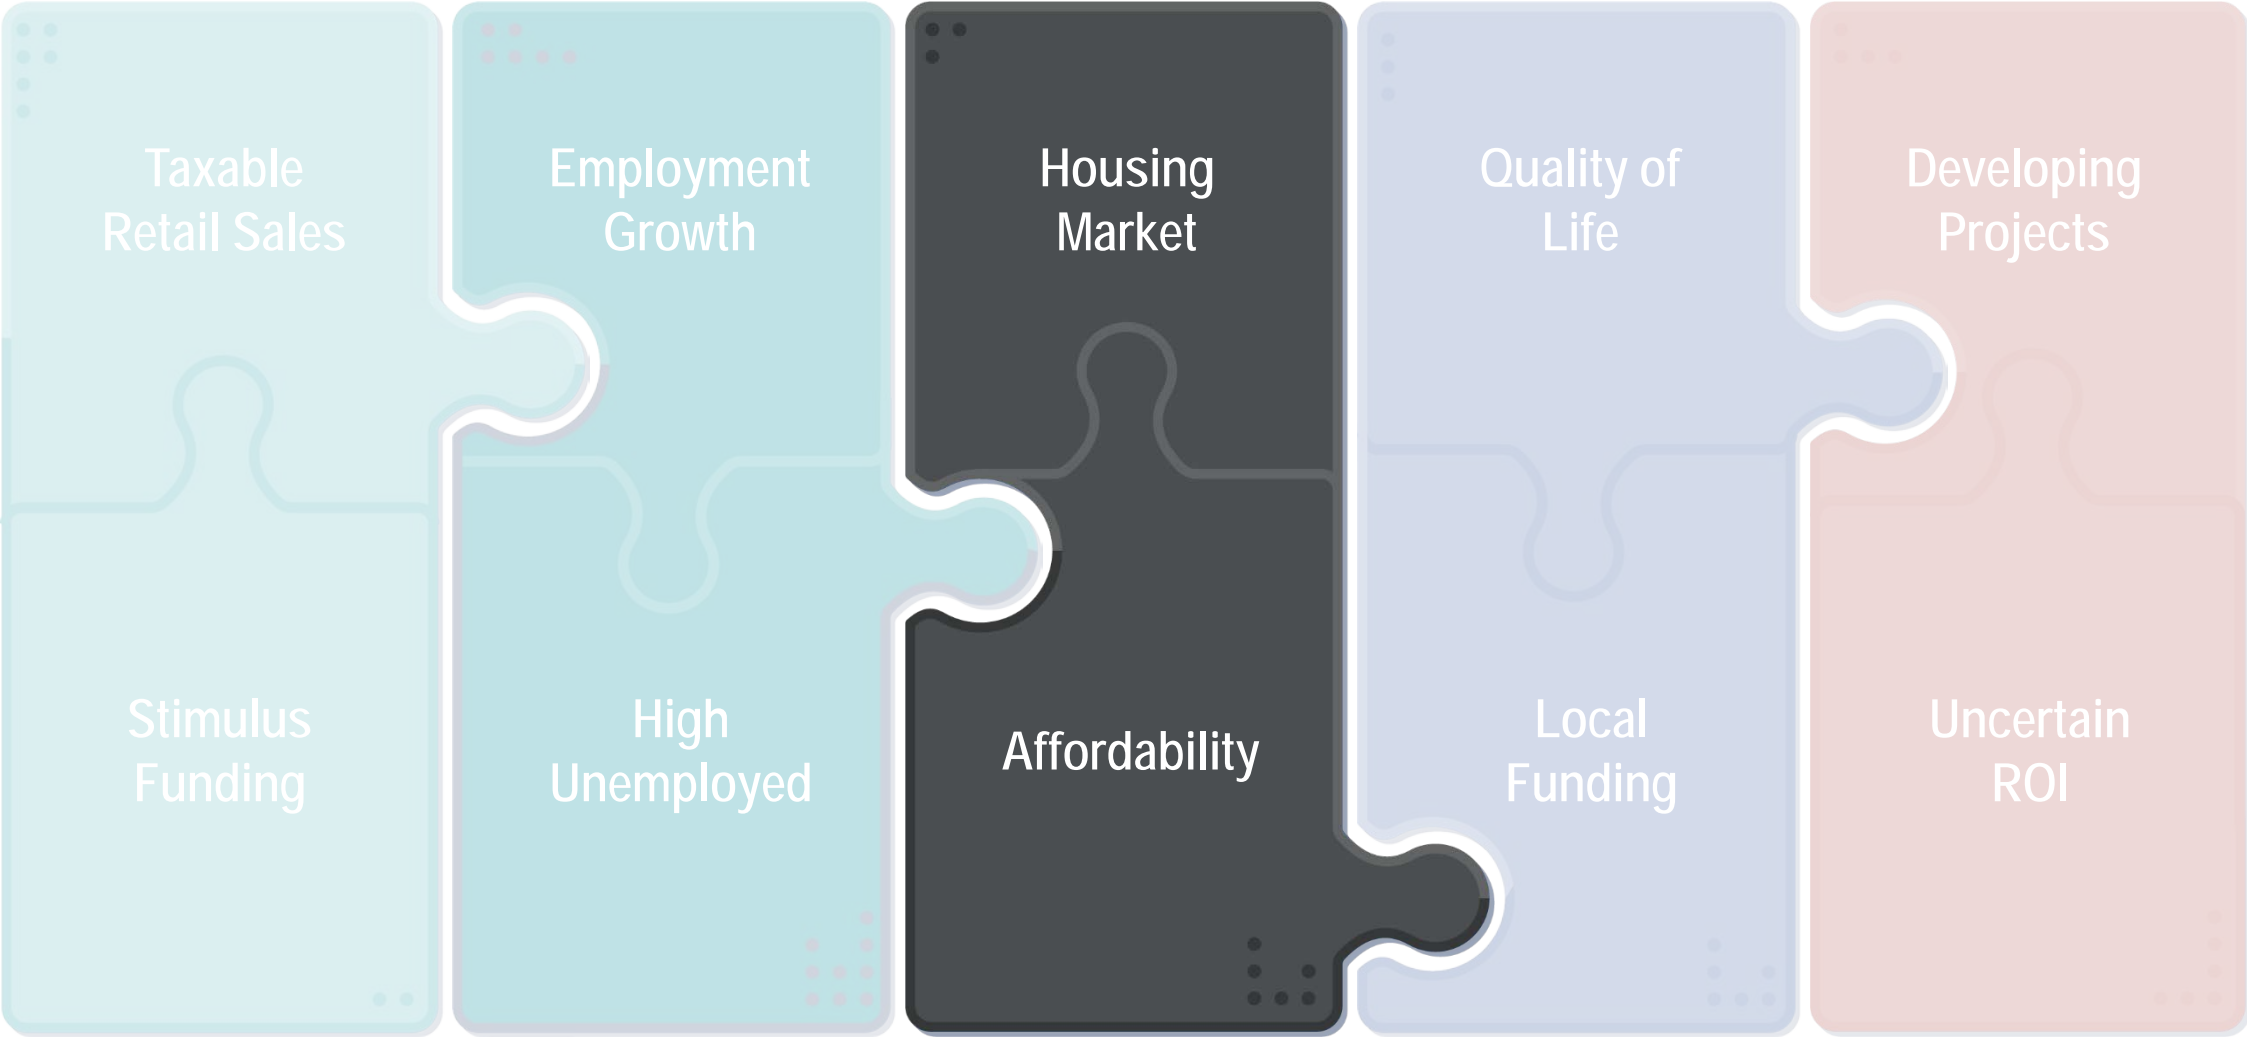 Taxable
Retail Sales
Employment
Growth
Housing
Market
Quality of
Life
Developing
Projects
Stimulus
Funding
High
Unemployed
Affordability
Local
Funding
Uncertain
ROI